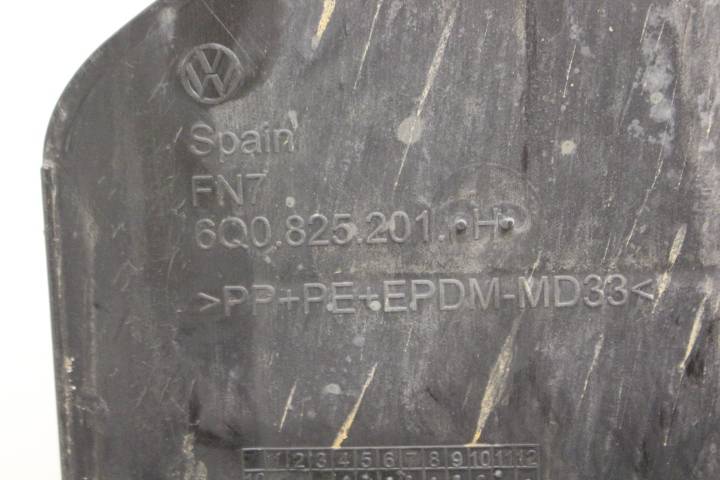 Spain
FN7
6Q0.825.201. H
>PP+PE+EPDM-MD33<
1 2 3 4 5 6 7 8 9 10 11 12